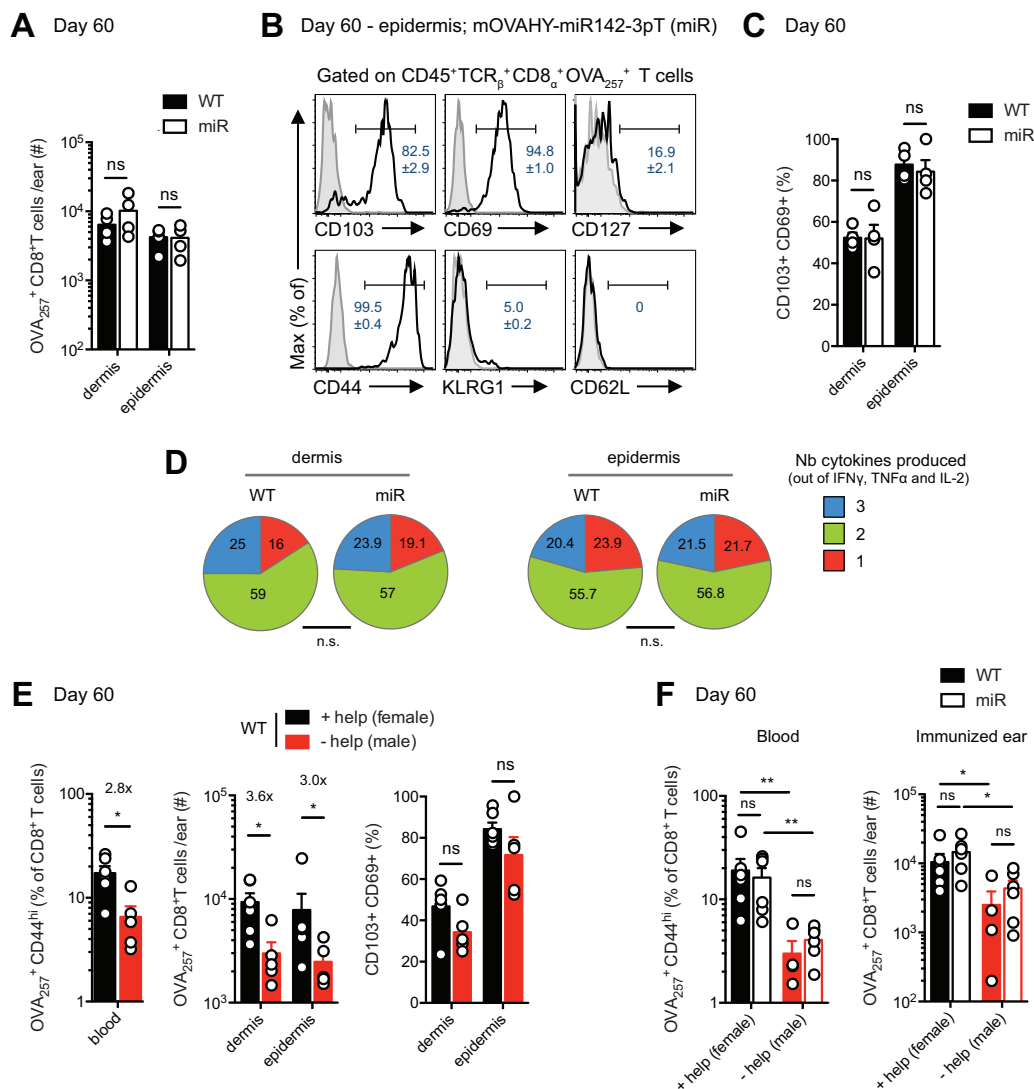 A Day 60
WT
miR
OVA257+ CD8+T cells /ear (#)
10^5
10^4
10^3
10^2
ns
ns
dermis
epidermis
B Day 60 - epidermis; mOVAHY-miR142-3pT (miR)
Gated on CD45+TCRβ+CD8α+OVA257+ T cells
Max (% of)
82.5
±2.9
CD103
94.8
±1.0
CD69
16.9
±2.1
CD127
99.5
±0.4
CD44
5.0
±0.2
KLRG1
0
CD62L
C Day 60
WT
miR
CD103+ CD69+ (%)
100
80
60
40
20
0
ns
ns
dermis
epidermis
D
dermis
WT
miR
25
16
59
23.9
19.1
57
n.s.
epidermis
WT
miR
20.4
23.9
55.7
21.5
21.7
56.8
n.s.
Nb cytokines produced
(out of IFNγ, TNFα and IL-2)
3
2
1
E Day 60
WT
+ help (female)
- help (male)
OVA257+ CD44hi (% of CD8+ T cells)
100
10
1
2.8x
*
blood
OVA257+ CD8+T cells/ear (#)
10^5
10^4
10^3
3.6x
*
3.0x
*
dermis
epidermis
CD103+ CD69+ (%)
100
80
60
40
20
0
ns
ns
dermis
epidermis
F Day 60
WT
miR
Blood
OVA257+ CD44hi (% of CD8+ T cells)
100
10
1
**
ns
**
ns
+ help (female)
- help (male)
Immunized ear
OVA257+ CD8+T cells/ear (#)
10^5
10^4
10^3
10^2
*
ns
*
ns
+ help (female)
- help (male)